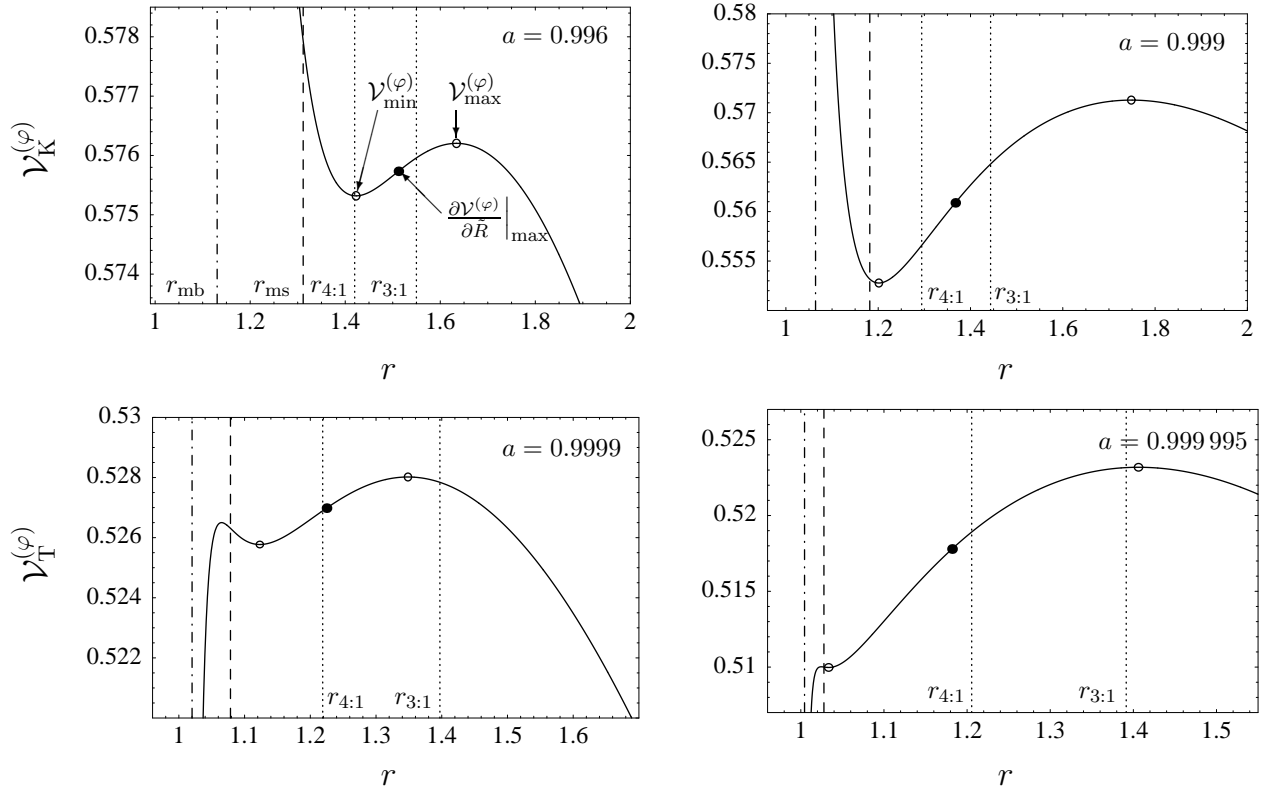 0.578
0.577
0.576
0.575
0.574
𝒱_K^(φ)
a = 0.996
𝒱_min^(φ)
𝒱_max^(φ)
∂𝒱^(φ)/∂R̃ |_max
r_mb
r_ms
r_4:1
r_3:1
1 1.2 1.4 1.6 1.8 2
r
0.58
0.575
0.57
0.565
0.56
0.555
a = 0.999
r_4:1
r_3:1
1 1.2 1.4 1.6 1.8 2
r
0.53
0.528
0.526
0.524
0.522
𝒱_T^(φ)
a = 0.9999
r_4:1
r_3:1
1 1.1 1.2 1.3 1.4 1.5 1.6
r
0.525
0.52
0.515
0.51
a = 0.999 995
r_4:1
r_3:1
1 1.1 1.2 1.3 1.4 1.5
r